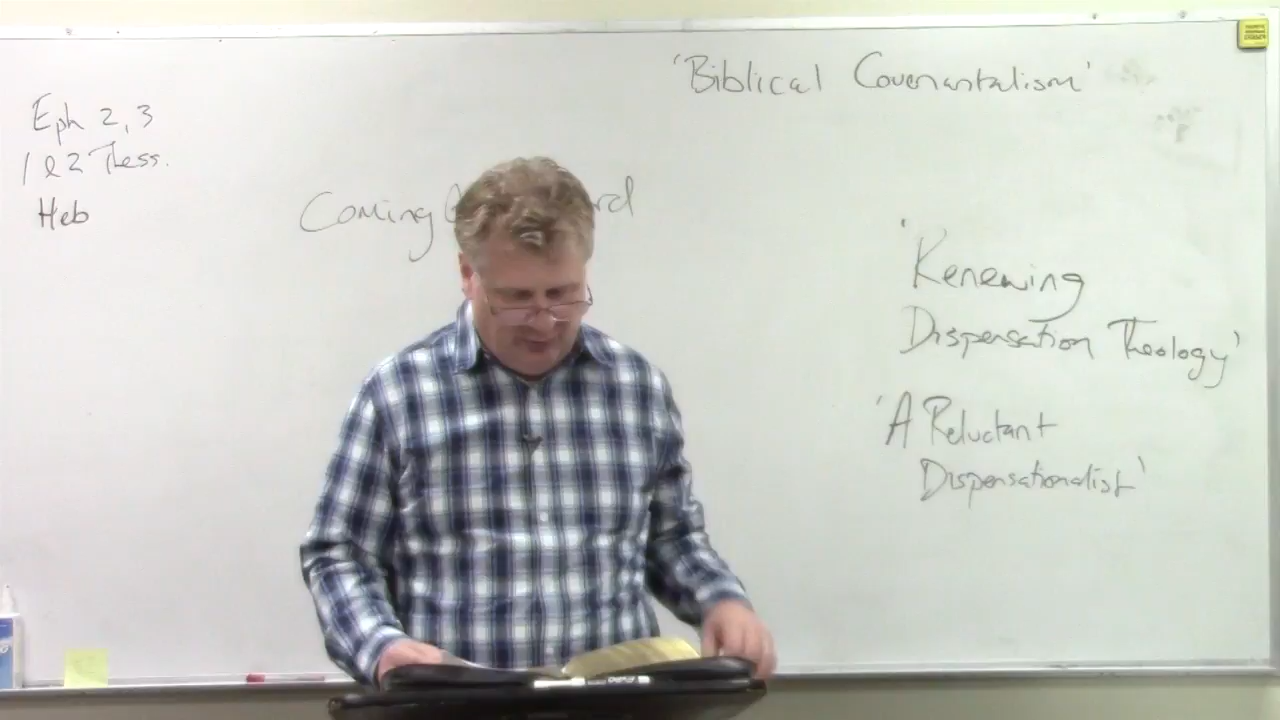 'Biblical Covenantalism'
Eph 2, 3
1 & 2 Thess.
Heb
Coming
'Renewing
Dispensation Theology'
'A Reluctant
Dispensationalist'